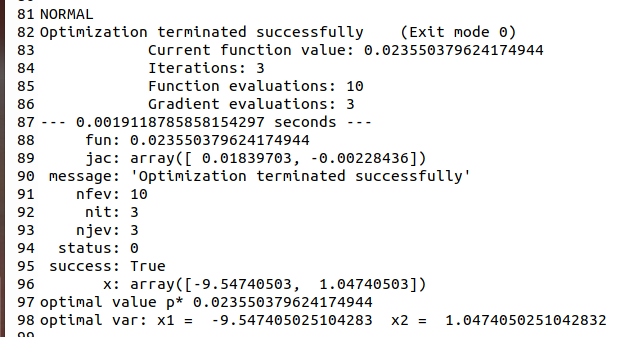 81 NORMAL
82 Optimization terminated successfully    (Exit mode 0)
83             Current function value: 0.023550379624174944
84             Iterations: 3
85             Function evaluations: 10
86             Gradient evaluations: 3
87 --- 0.0019118785858154297 seconds ---
88      fun: 0.023550379624174944
89      jac: array([ 0.01839703, -0.00228436])
90  message: 'Optimization terminated successfully'
91     nfev: 10
92      nit: 3
93     njev: 3
94   status: 0
95  success: True
96        x: array([-9.54740503,  1.04740503])
97 optimal value p* 0.023550379624174944
98 optimal var: x1 =  -9.547405025104283  x2 =  1.0474050251042832